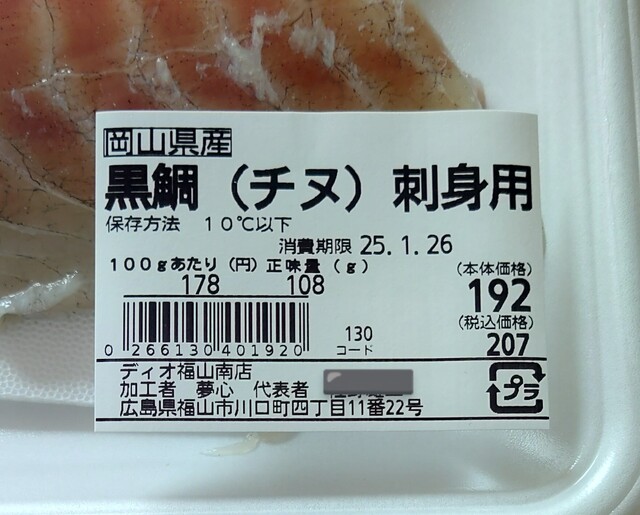 岡山県産
黒鯛（チヌ）刺身用
保存方法 １０℃以下
消費期限 25.1.26
１００ｇあたり（円）正味量（ｇ）
178 108
(本体価格)
192
(税込価格)
207
0 266130 401920
130
コード
ディオ福山南店
加工者 夢心 代表者
広島県福山市川口町四丁目11番22号
プラ